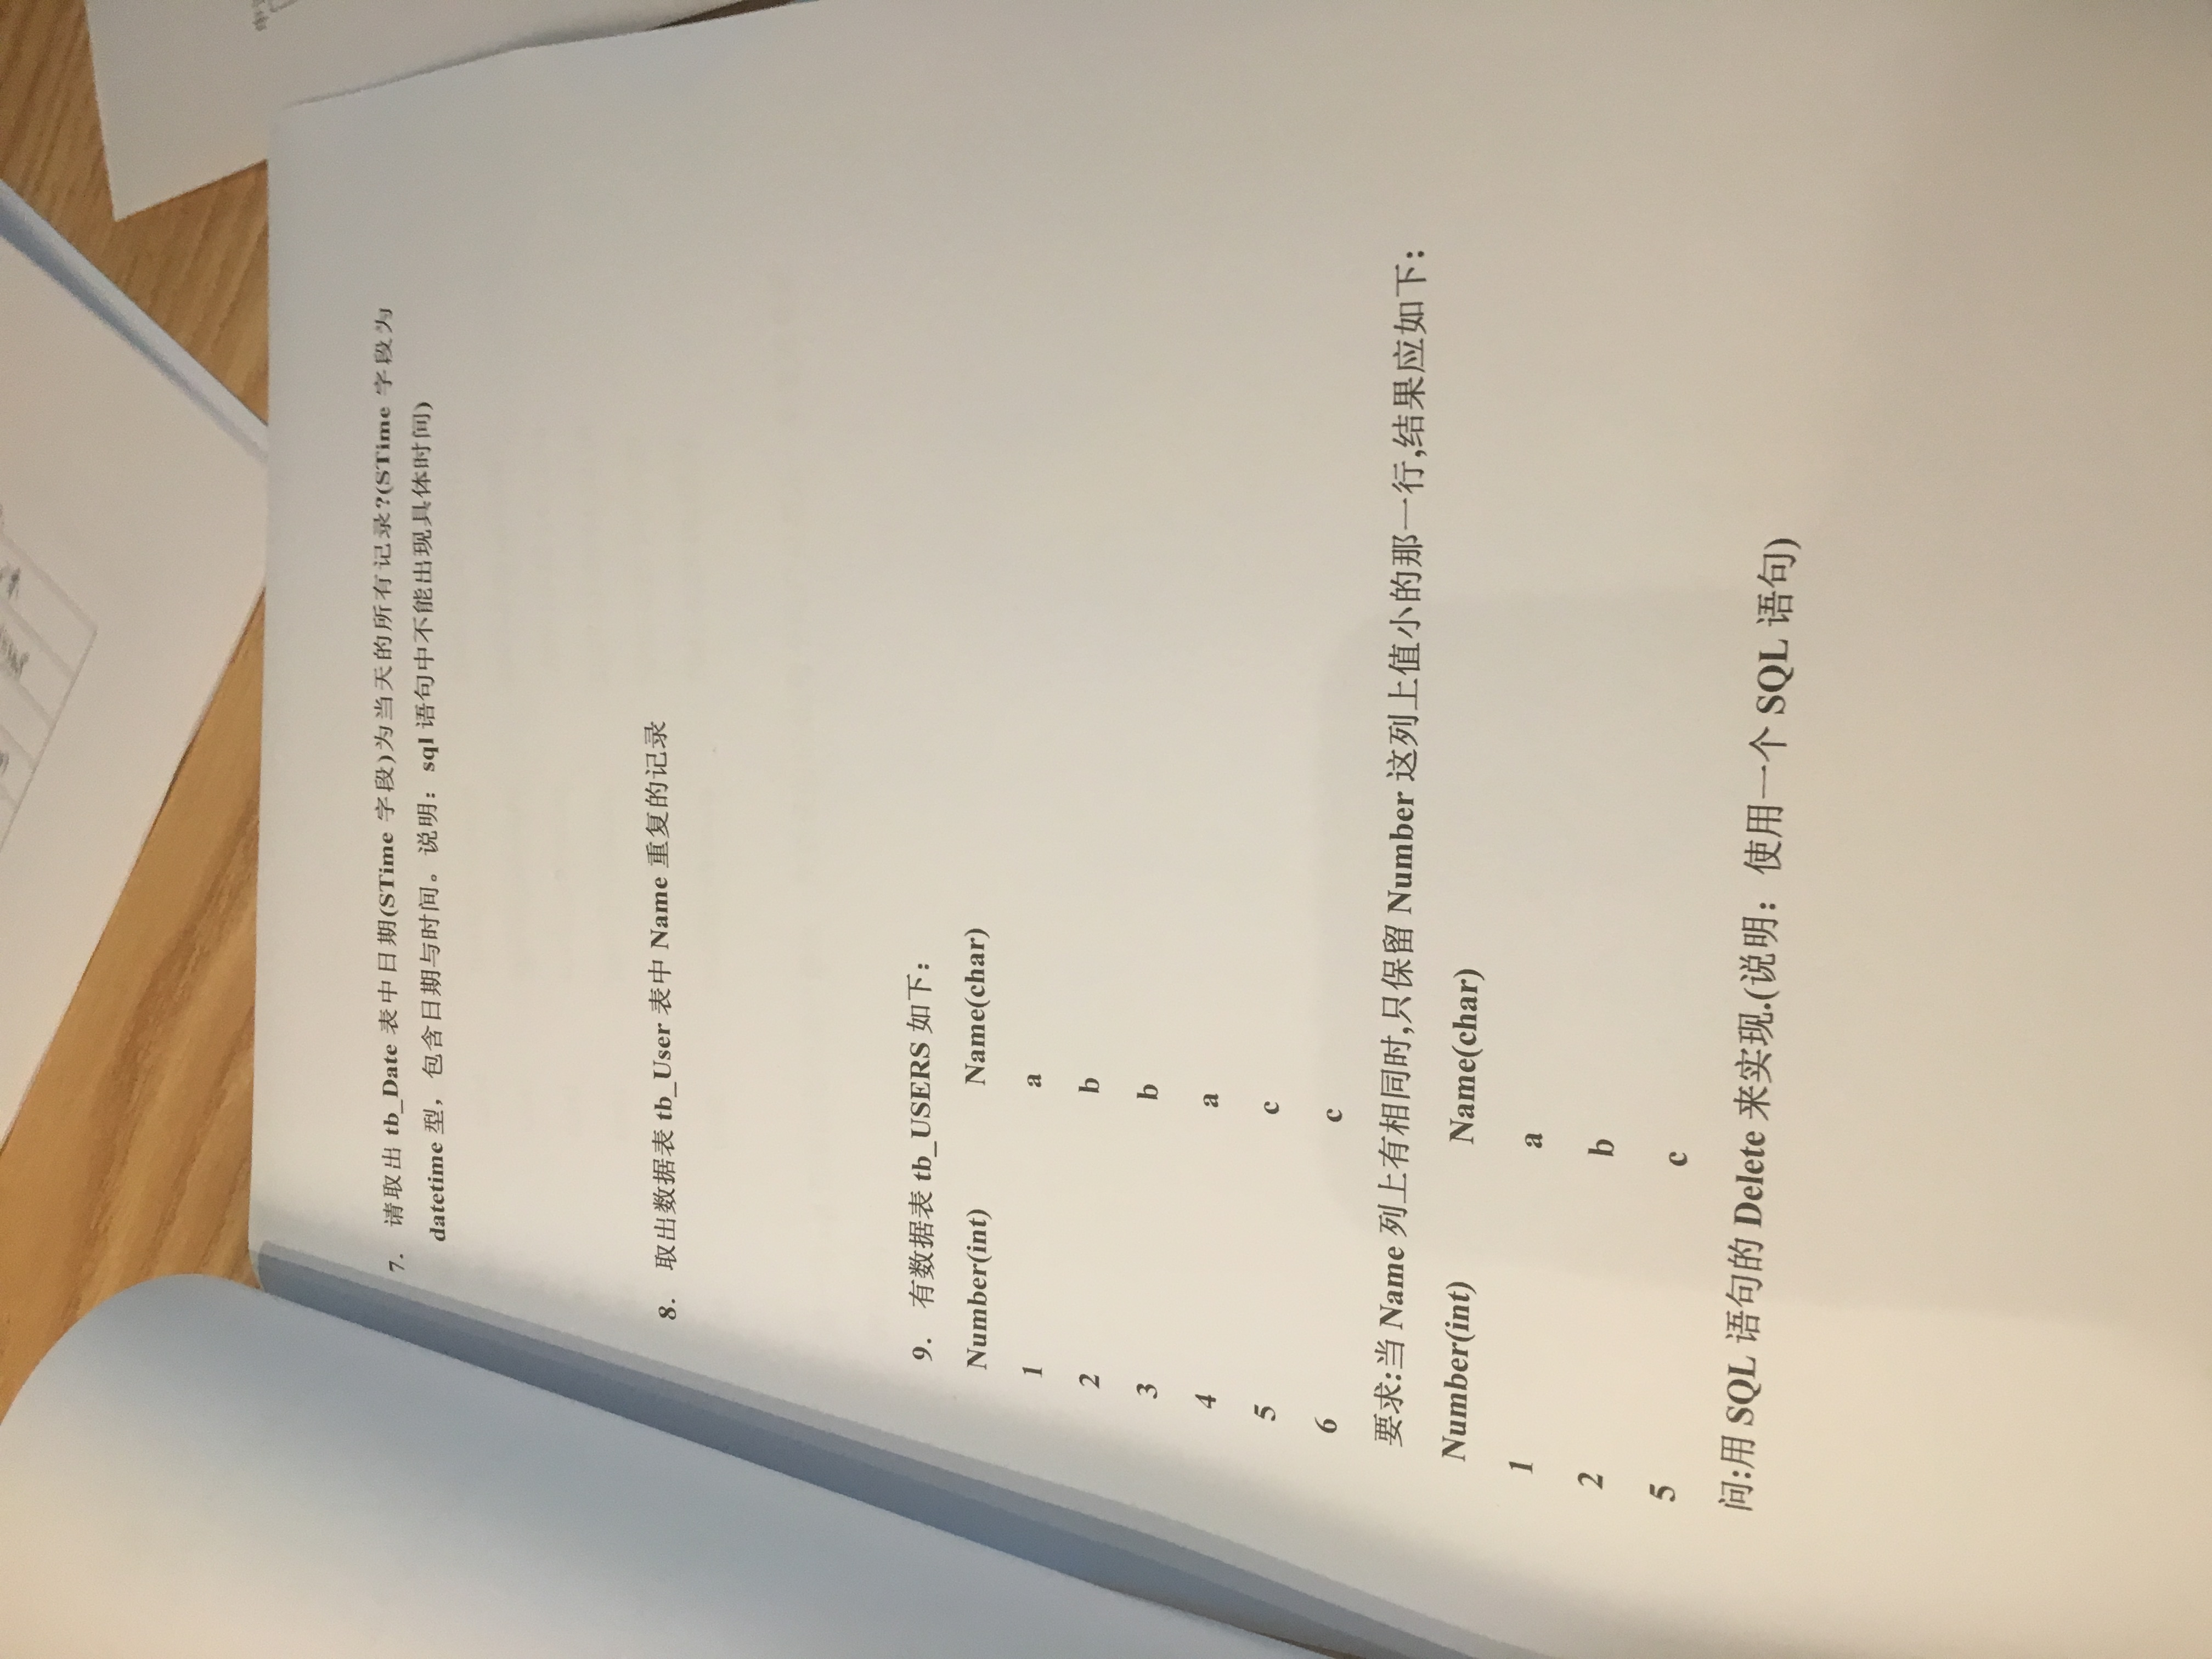 7. 请取出 tb_Date 表中日期(STime 字段)为当天的所有记录?(STime 字段为
datetime 型，包含日期与时间。说明：sql 语句中不能出现具体时间)
8. 取出数据表 tb_User 表中 Name 重复的记录
9. 有数据表 tb_USERS 如下：
Number(int) Name(char)
1 a
2 b
3 b
4 a
5 c
6 c
要求:当 Name 列上有相同时,只保留 Number 这列上值小的那一行,结果应如下:
Number(int) Name(char)
1 a
2 b
5 c
问:用 SQL 语句的 Delete 来实现.(说明：使用一个 SQL 语句)